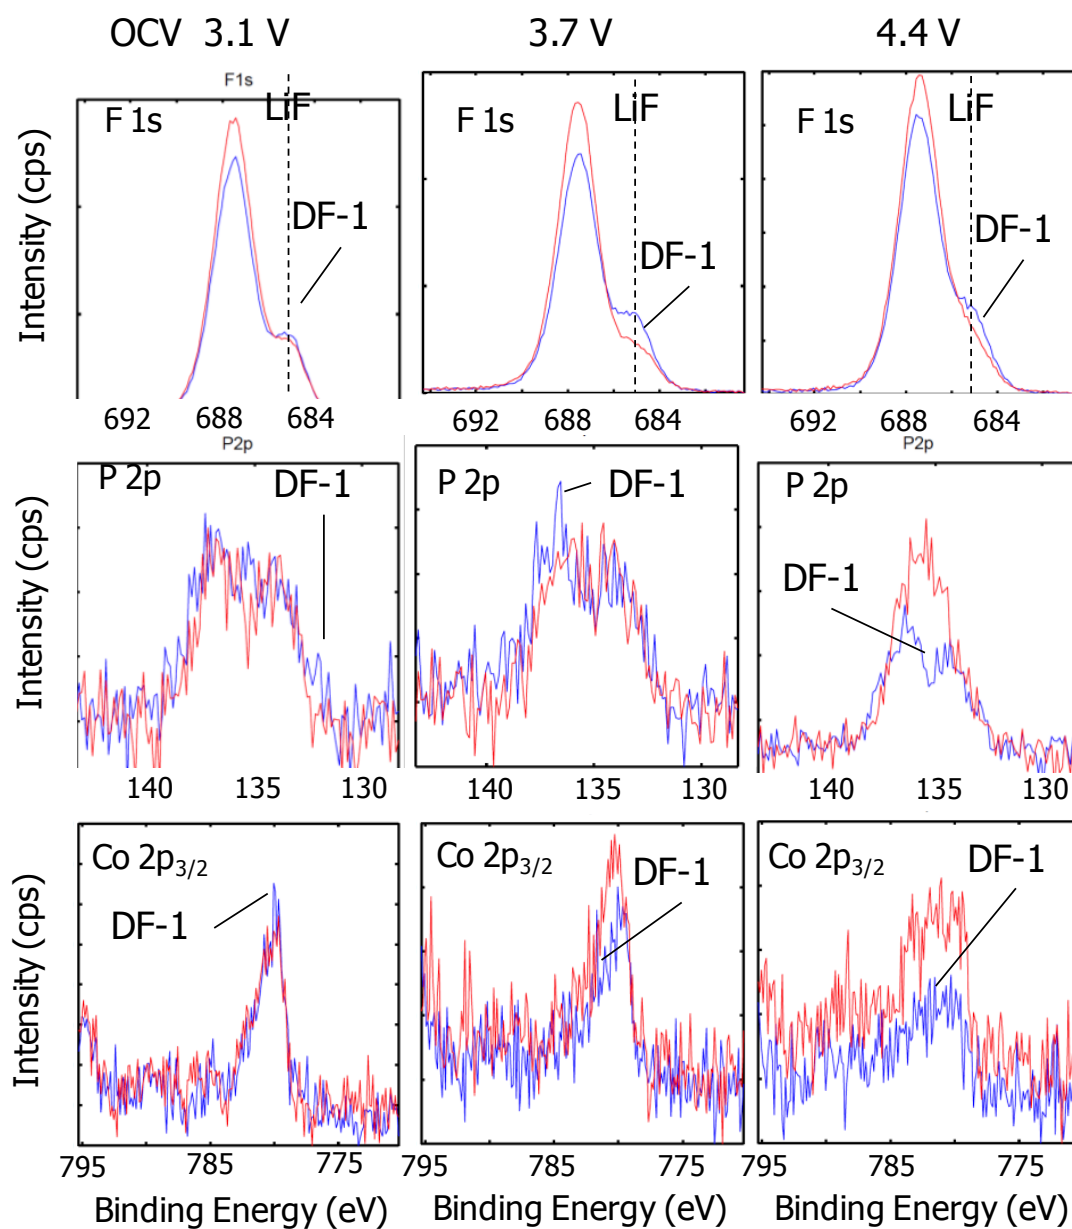 OCV 3.1 V
3.7 V
4.4 V
F1s
F 1s
LiF
DF-1
F 1s
LiF
DF-1
F 1s
LiF
DF-1
Intensity (cps)
692 688 684
692 688 684
692 688 684
P2p
P2p
P 2p
DF-1
P 2p
DF-1
P 2p
DF-1
Intensity (cps)
140 135 130
140 135 130
140 135 130
Co 2p3/2
DF-1
Co 2p3/2
DF-1
Co 2p3/2
DF-1
Intensity (cps)
795 785 775
795 785 775
795 785 775
Binding Energy (eV)
Binding Energy (eV)
Binding Energy (eV)